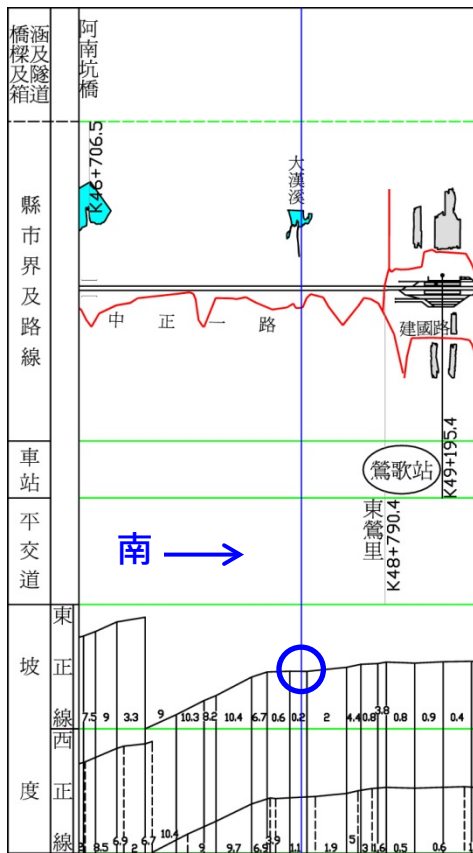 橋樑及箱涵及隧道
阿南坑橋
K46+706.5
縣市界及路線
大漢溪
中正一路
建國路
K49+195.4
車站
鶯歌站
平交道
東鶯里
K48+790.4
南
坡度
東正線
7.5 9 3.3 9 10.3 3.2 10.4 6.7 0.6 0.2 2 4.4 0.8 3.8 0.8 0.9 0.4
西正線
8.5 6.9 2 6.7 10.4 9 9.7 6.9 1.1 1.9 5 3 1.6 0.5 0.6